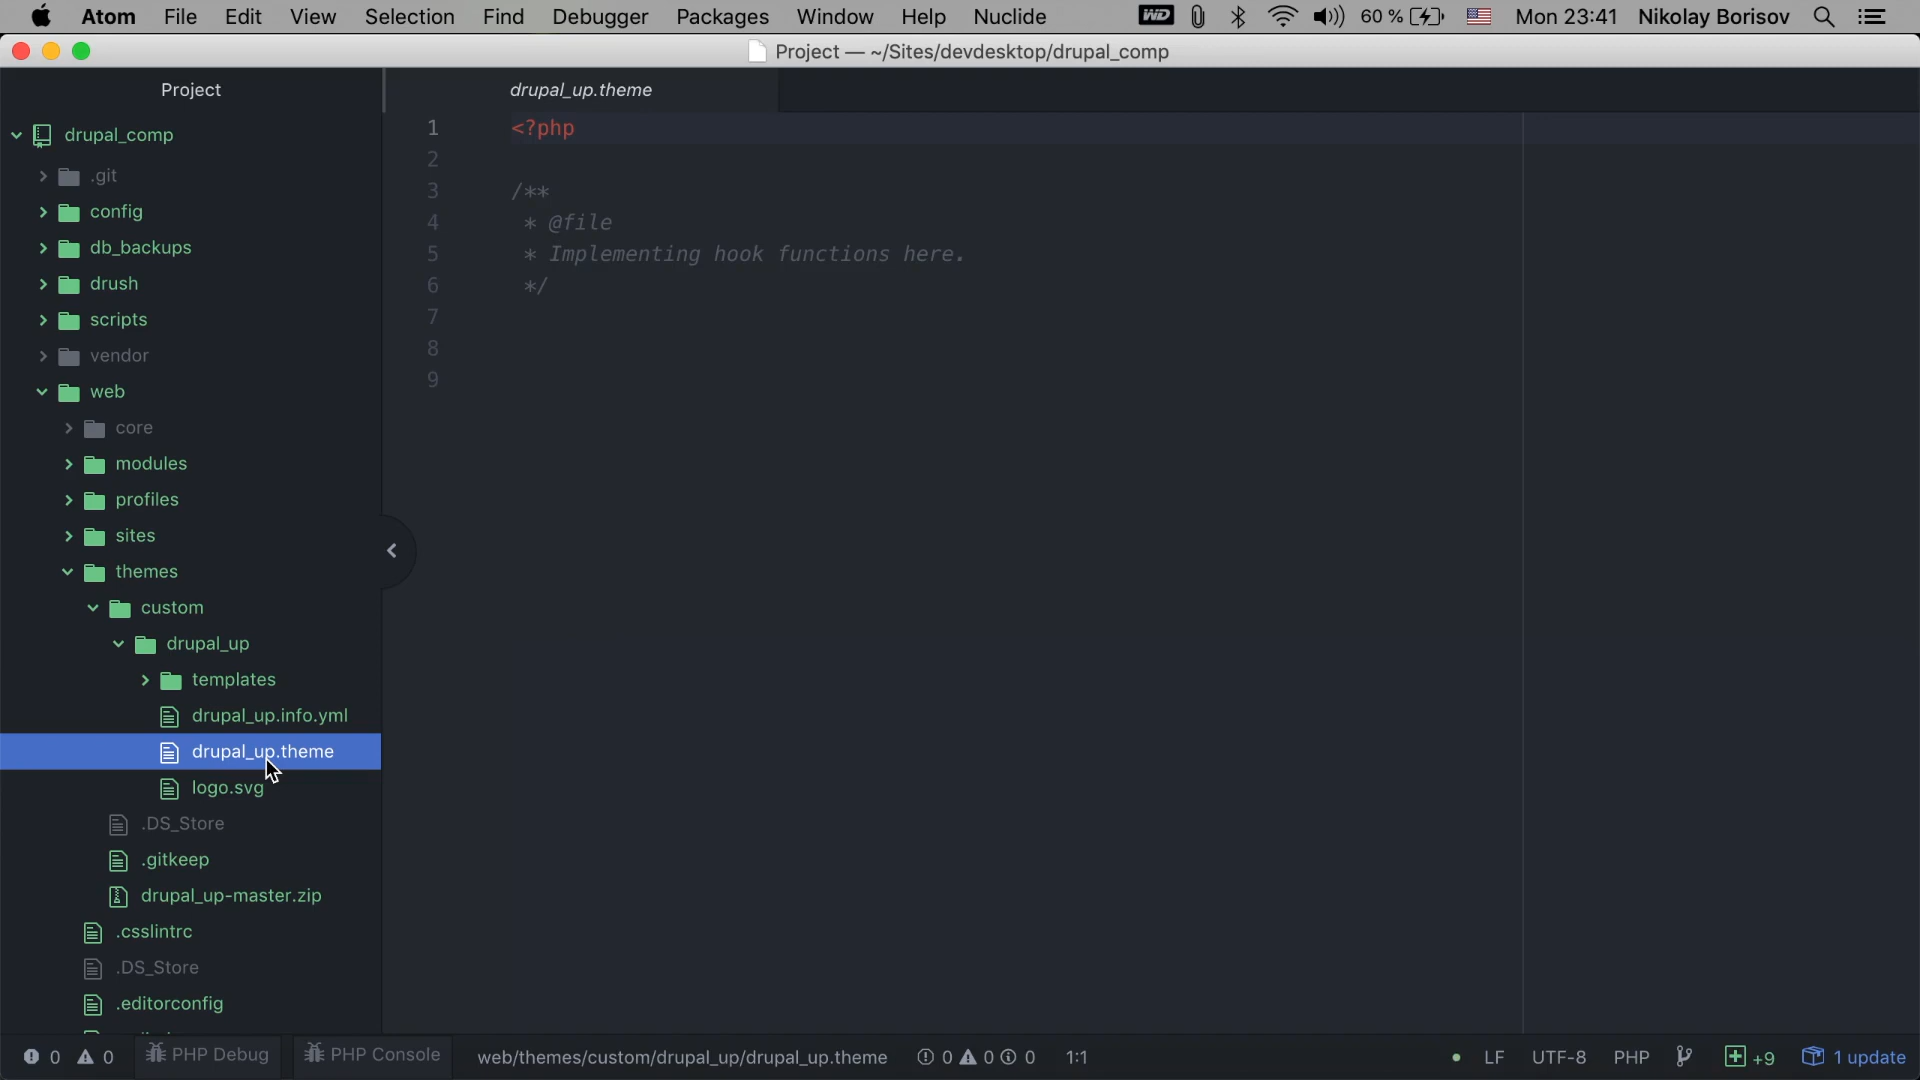 Atom File Edit View Selection Find Debugger Packages Window Help Nuclide WD 60 % Mon 23:41 Nikolay Borisov
Project — ~/Sites/devdesktop/drupal_comp
Project
drupal_up.theme
drupal_comp
.git
config
db_backups
drush
scripts
vendor
web
core
modules
profiles
sites
themes
custom
drupal_up
templates
drupal_up.info.yml
drupal_up.theme
logo.svg
.DS_Store
.gitkeep
drupal_up-master.zip
.csslintrc
.DS_Store
.editorconfig
1 <?php
2
3 /**
4 * @file
5 * Implementing hook functions here.
6 */
7
8
9
0 0 PHP Debug PHP Console web/themes/custom/drupal_up/drupal_up.theme 0 0 0 1:1 LF UTF-8 PHP +9 1 update